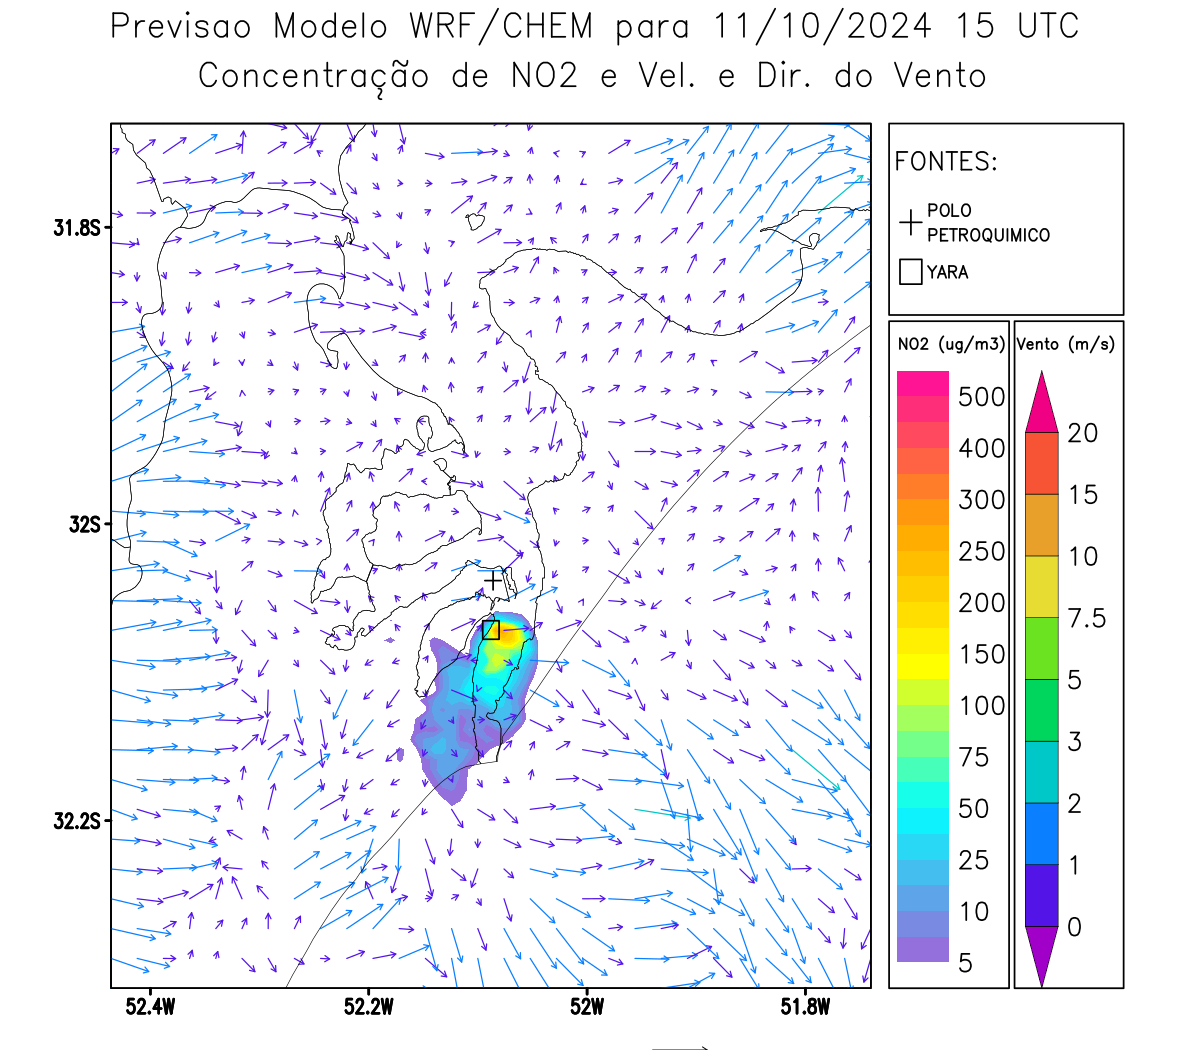 Previsao Modelo WRF/CHEM para 11/10/2024 15 UTC
Concentração de NO2 e Vel. e Dir. do Vento
31.8S
32S
32.2S
52.4W
52.2W
52W
51.8W
FONTES:
POLO
PETROQUIMICO
YARA
NO2 (ug/m3)
500
400
300
250
200
150
100
75
50
25
10
5
Vento (m/s)
20
15
10
7.5
5
3
2
1
0